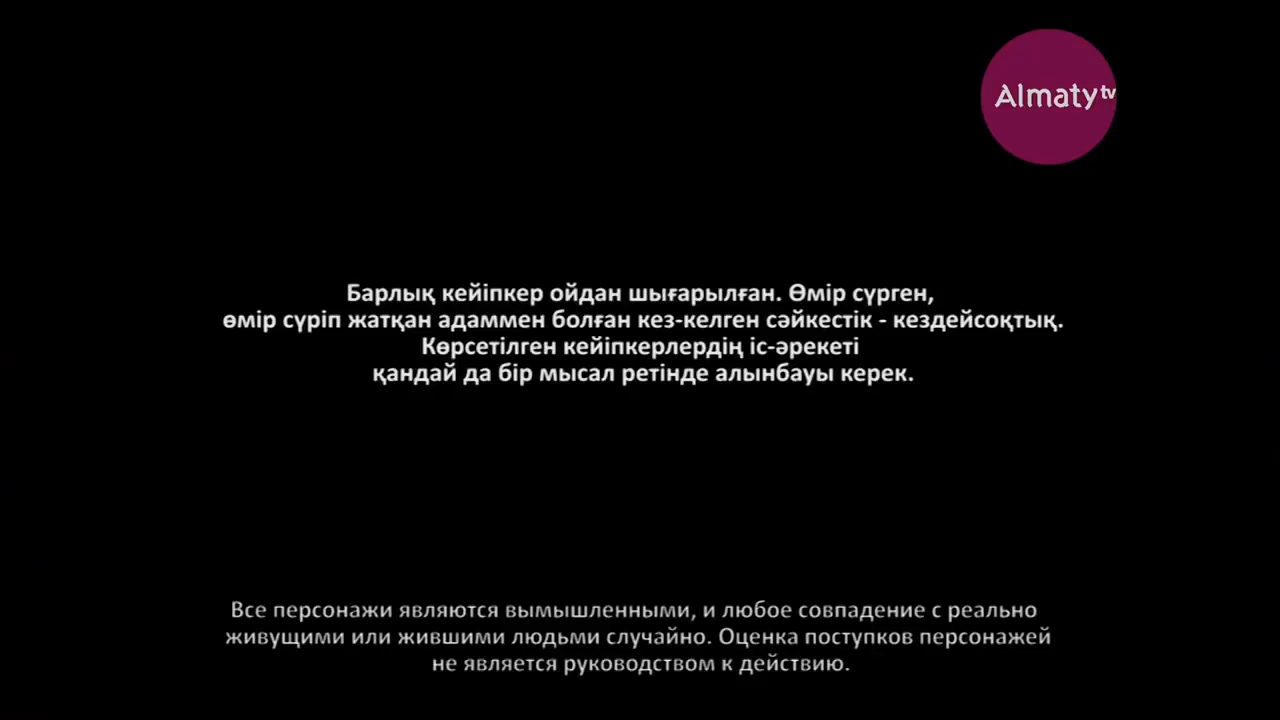 Almaty tv
Барлық кейіпкер ойдан шығарылған. Өмір сүрген,
өмір сүріп жатқан адаммен болған кез-келген сәйкестік - кездейсоқтық.
Көрсетілген кейіпкерлердің іс-әрекеті
қандай да бір мысал ретінде алынбауы керек.
Все персонажи являются вымышленными, и любое совпадение с реально
живущими или жившими людьми случайно. Оценка поступков персонажей
не является руководством к действию.